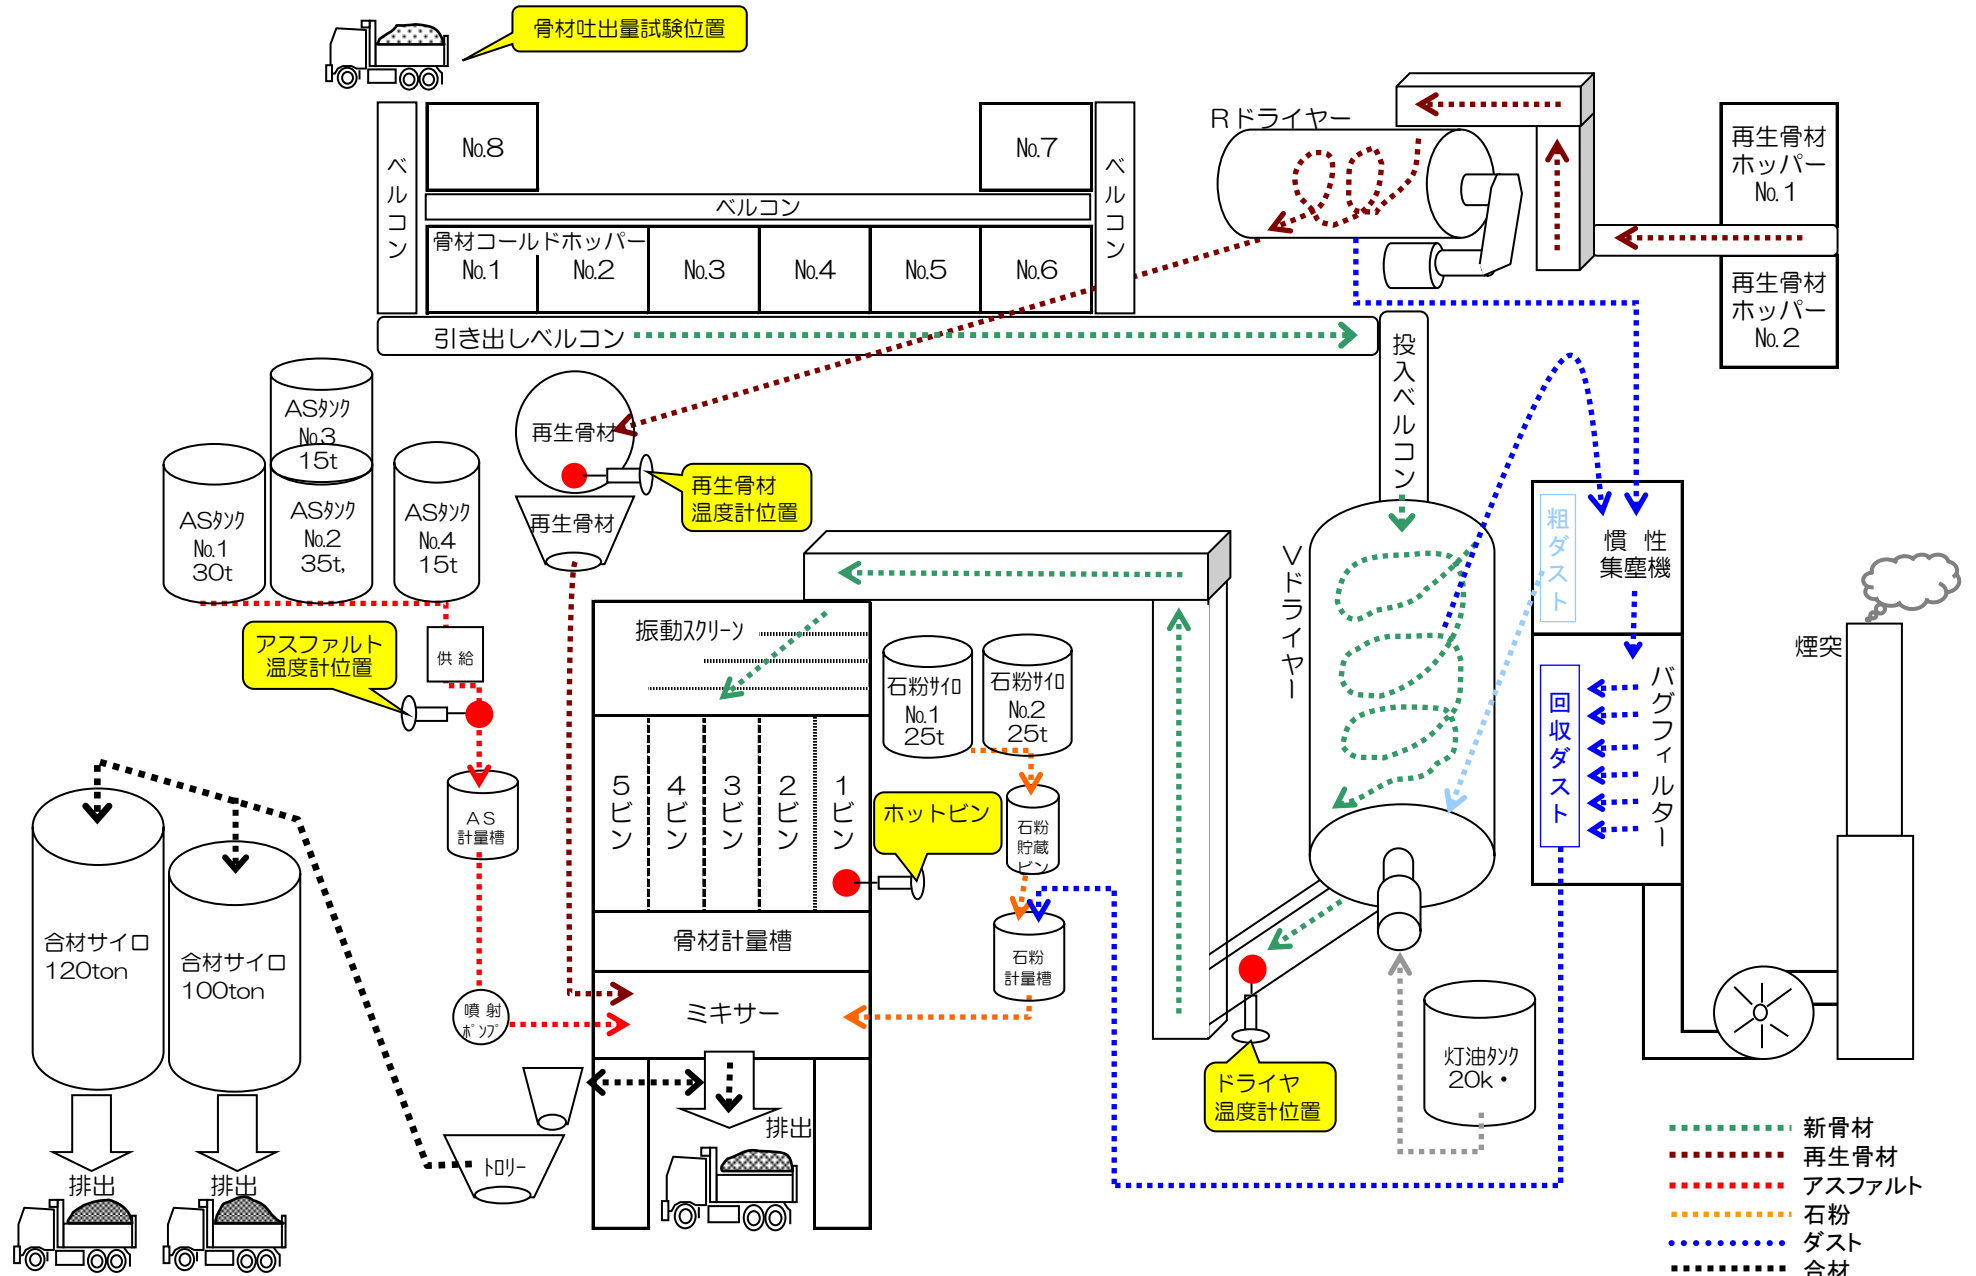 骨材吐出量試験位置
Rドライヤー
再生骨材
ホッパー
No.1
再生骨材
ホッパー
No.2
ベルコン
No.8
No.7
ベルコン
ベルコン
骨材コールドホッパー
No.1
No.2
No.3
No.4
No.5
No.6
引き出しベルコン
投入ベルコン
ASタンク
No.3
15t
ASタンク
No.1
30t
ASタンク
No.2
35t,
ASタンク
No.4
15t
再生骨材
再生骨材
再生骨材
温度計位置
Vドライヤー
粗ダスト
慣 性
集塵機
回収ダスト
バグフィルター
煙突
アスファルト
温度計位置
供 給
振動スクリーン
石粉サイロ
No.1
25t
石粉サイロ
No.2
25t
5ビン
4ビン
3ビン
2ビン
1ビン
ホットビン
石粉
貯蔵
ビン
AS
計量槽
骨材計量槽
石粉
計量槽
合材サイロ
120ton
合材サイロ
100ton
噴 射
ポンプ
ミキサー
灯油タンク
20k・
ドライヤ
温度計位置
排出
トロリー
排出
排出
新骨材
再生骨材
アスファルト
石粉
ダスト
合材